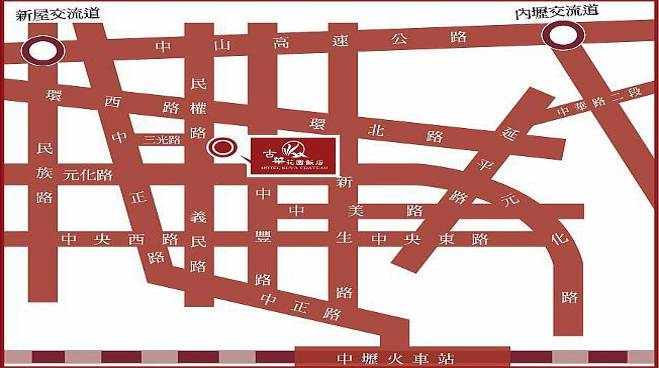 新屋交流道
內壢交流道
中山高速公路
環西路
環北路
中華路二段
民權路
民族路
中正路
三光路
延平路
古華花園飯店
HOTEL KUVA CHATEAU
元化路
新生路
中豐路
中美路
元化路
義民路
中央西路
中央東路
中正路
中壢火車站